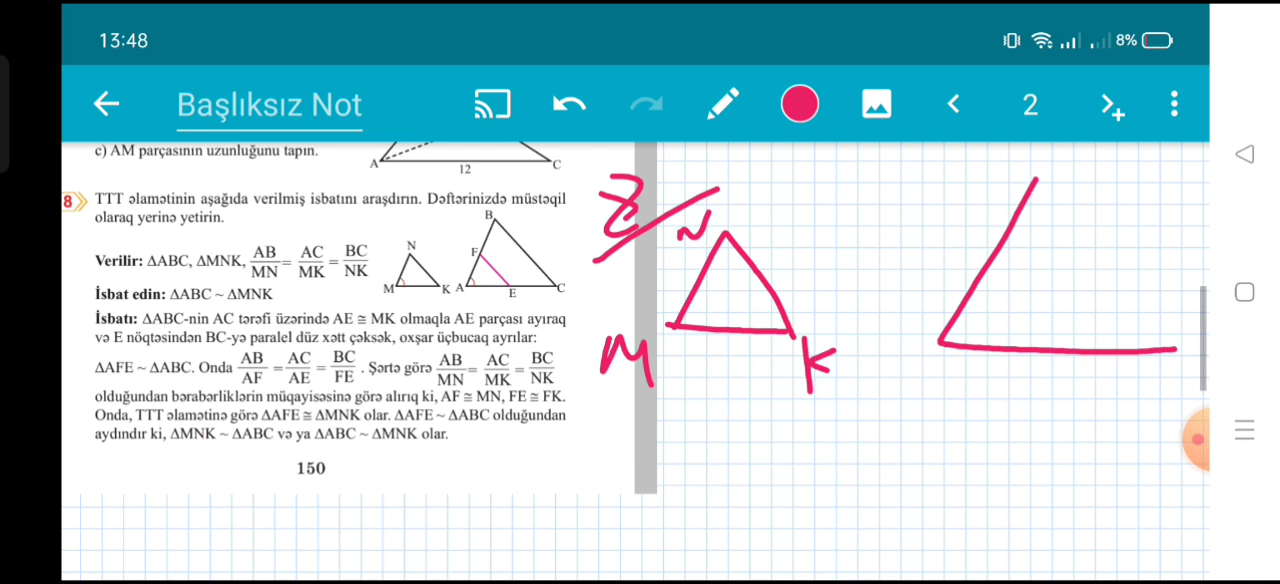 13:48
8%
Başlıksız Not
2
c) AM parçasının uzunluğunu tapın.
A
12
C
8
TTT əlamətinin aşağıda verilmiş isbatını araşdırın. Dəftərinizdə müstəqil
olaraq yerinə yetirin.
Verilir: ΔABC, ΔMNK, AB/MN = AC/MK = BC/NK
N
M
K
B
F
A
E
C
İsbat edin: ΔABC ~ ΔMNK
İsbatı: ΔABC-nin AC tərəfi üzərində AE ≅ MK olmaqla AE parçası ayıraq
və E nöqtəsindən BC-yə paralel düz xətt çəksək, oxşar üçbucaq ayrılar:
ΔAFE ~ ΔABC. Onda AB/AF = AC/AE = BC/FE . Şərtə görə AB/MN = AC/MK = BC/NK
olduğundan bərabərliklərin müqayisəsinə görə alırıq ki, AF ≅ MN, FE ≅ FK.
Onda, TTT əlamətinə görə ΔAFE ≅ ΔMNK olar. ΔAFE ~ ΔABC olduğundan
aydındır ki, ΔMNK ~ ΔABC və ya ΔABC ~ ΔMNK olar.
150
N
M
K